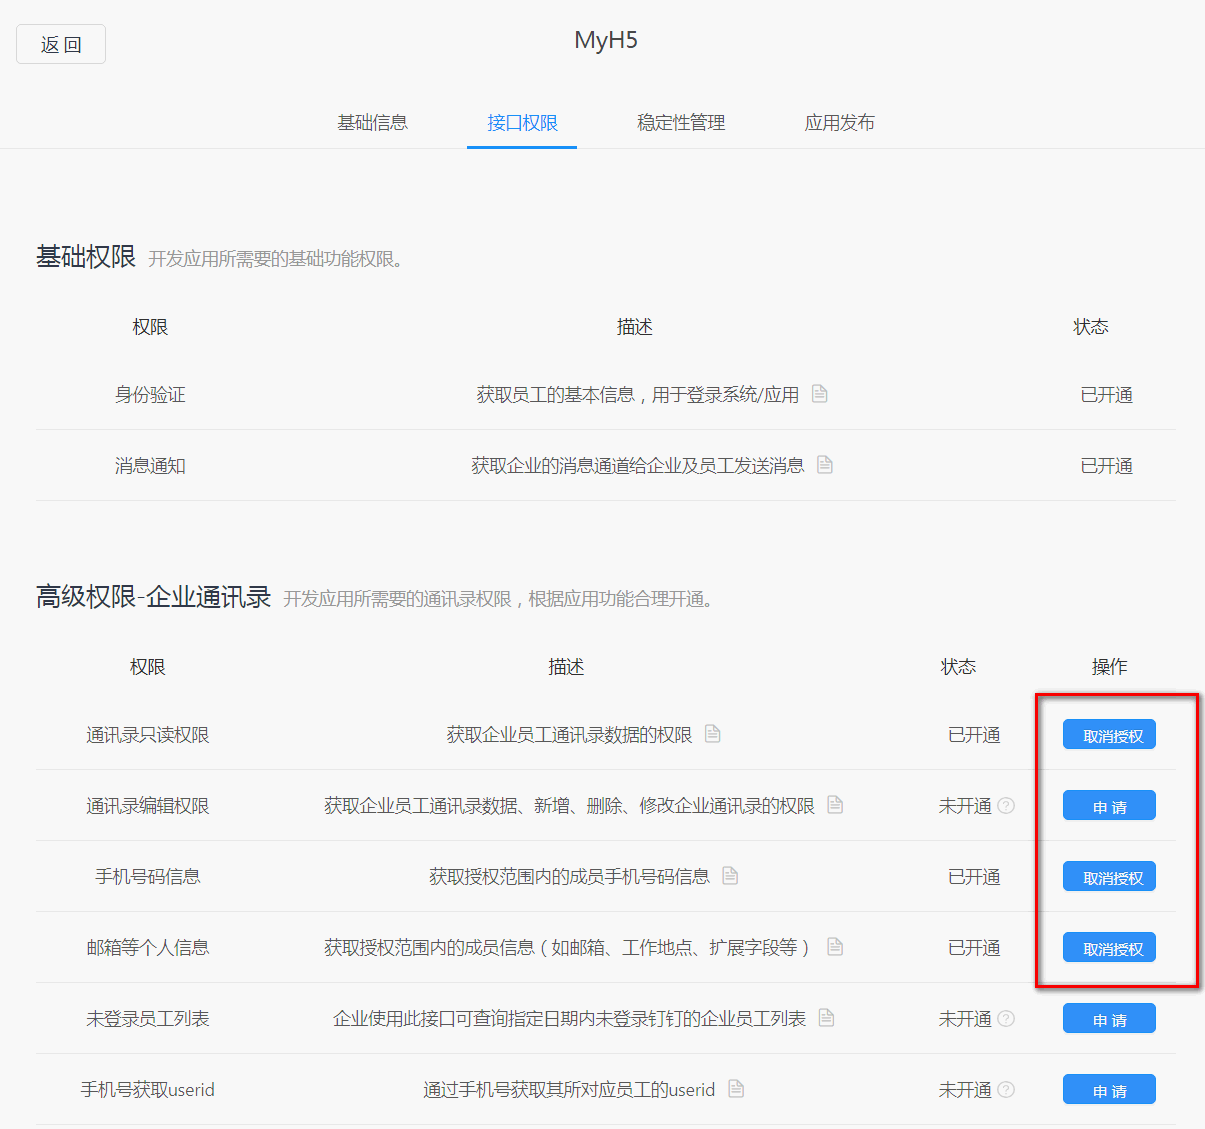 返 回
MyH5
基础信息 接口权限 稳定性管理 应用发布
基础权限 开发应用所需要的基础功能权限。
权限 描述 状态
身份验证 获取员工的基本信息，用于登录系统/应用 已开通
消息通知 获取企业的消息通道给企业及员工发送消息 已开通
高级权限-企业通讯录 开发应用所需要的通讯录权限，根据应用功能合理开通。
权限 描述 状态 操作
通讯录只读权限 获取企业员工通讯录数据的权限 已开通 取消授权
通讯录编辑权限 获取企业员工通讯录数据、新增、删除、修改企业通讯录的权限 未开通 ? 申 请
手机号码信息 获取授权范围内的成员手机号码信息 已开通 取消授权
邮箱等个人信息 获取授权范围内的成员信息（如邮箱、工作地点、扩展字段等） 已开通 取消授权
未登录员工列表 企业使用此接口可查询指定日期内未登录钉钉的企业员工列表 未开通 ? 申 请
手机号获取userid 通过手机号获取其所对应员工的userid 未开通 ? 申 请